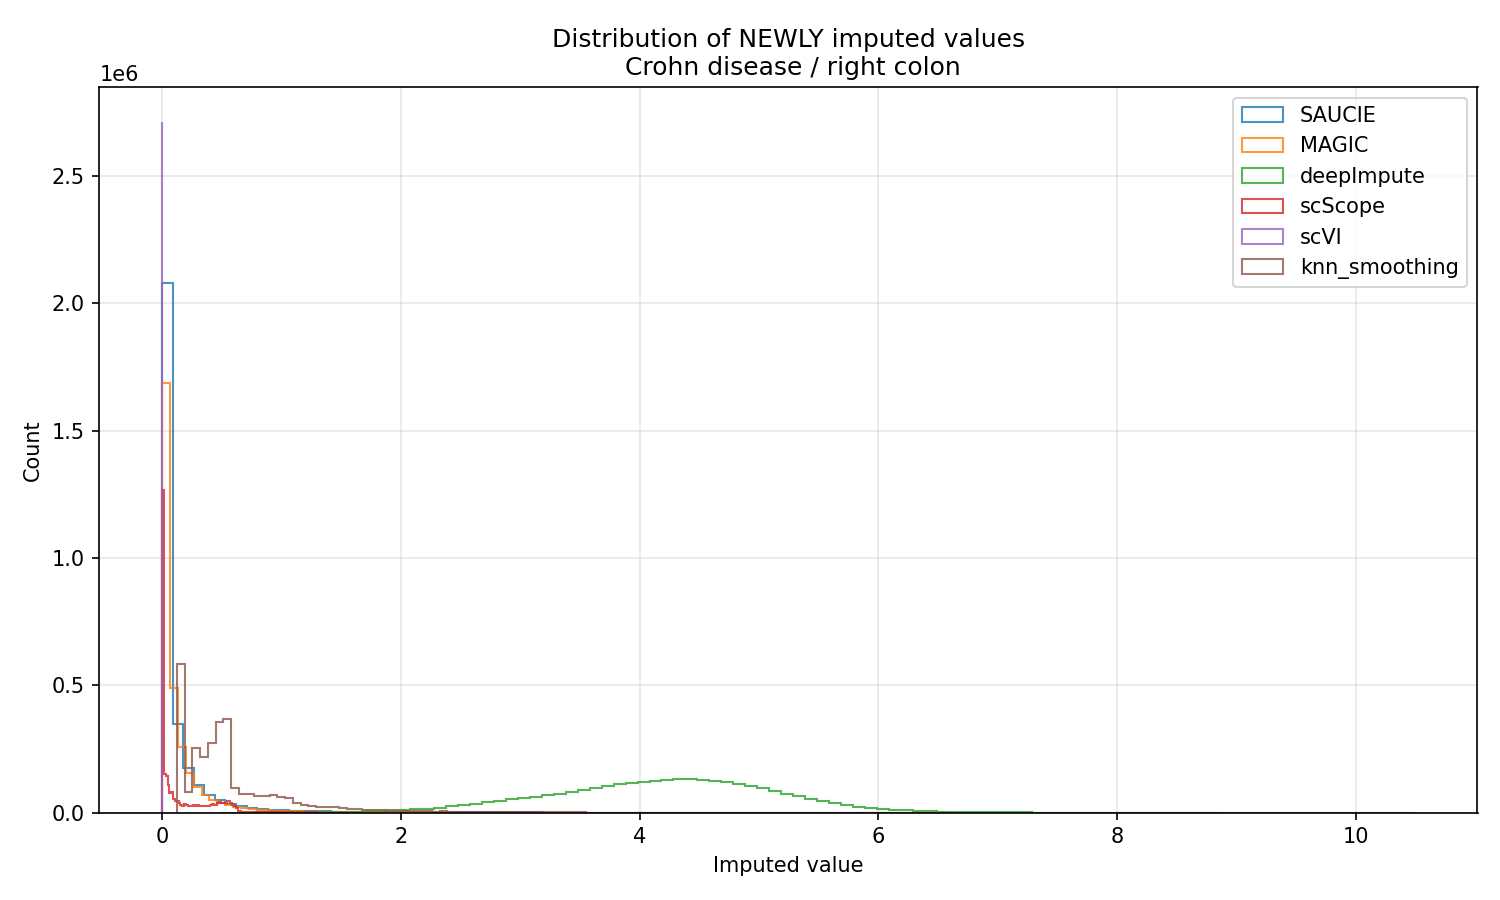 Distribution of NEWLY imputed values
Crohn disease / right colon
1e6
2.5
2.0
1.5
1.0
0.5
0.0
Count
0
2
4
6
8
10
Imputed value
SAUCIE
MAGIC
deepImpute
scScope
scVI
knn_smoothing